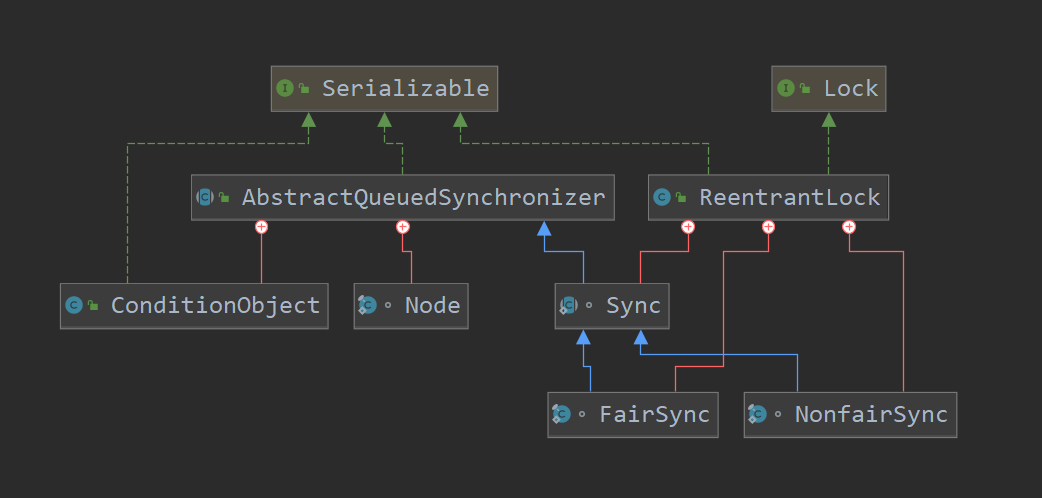 Serializable
Lock
AbstractQueuedSynchronizer
ReentrantLock
ConditionObject
Node
Sync
FairSync
NonfairSync